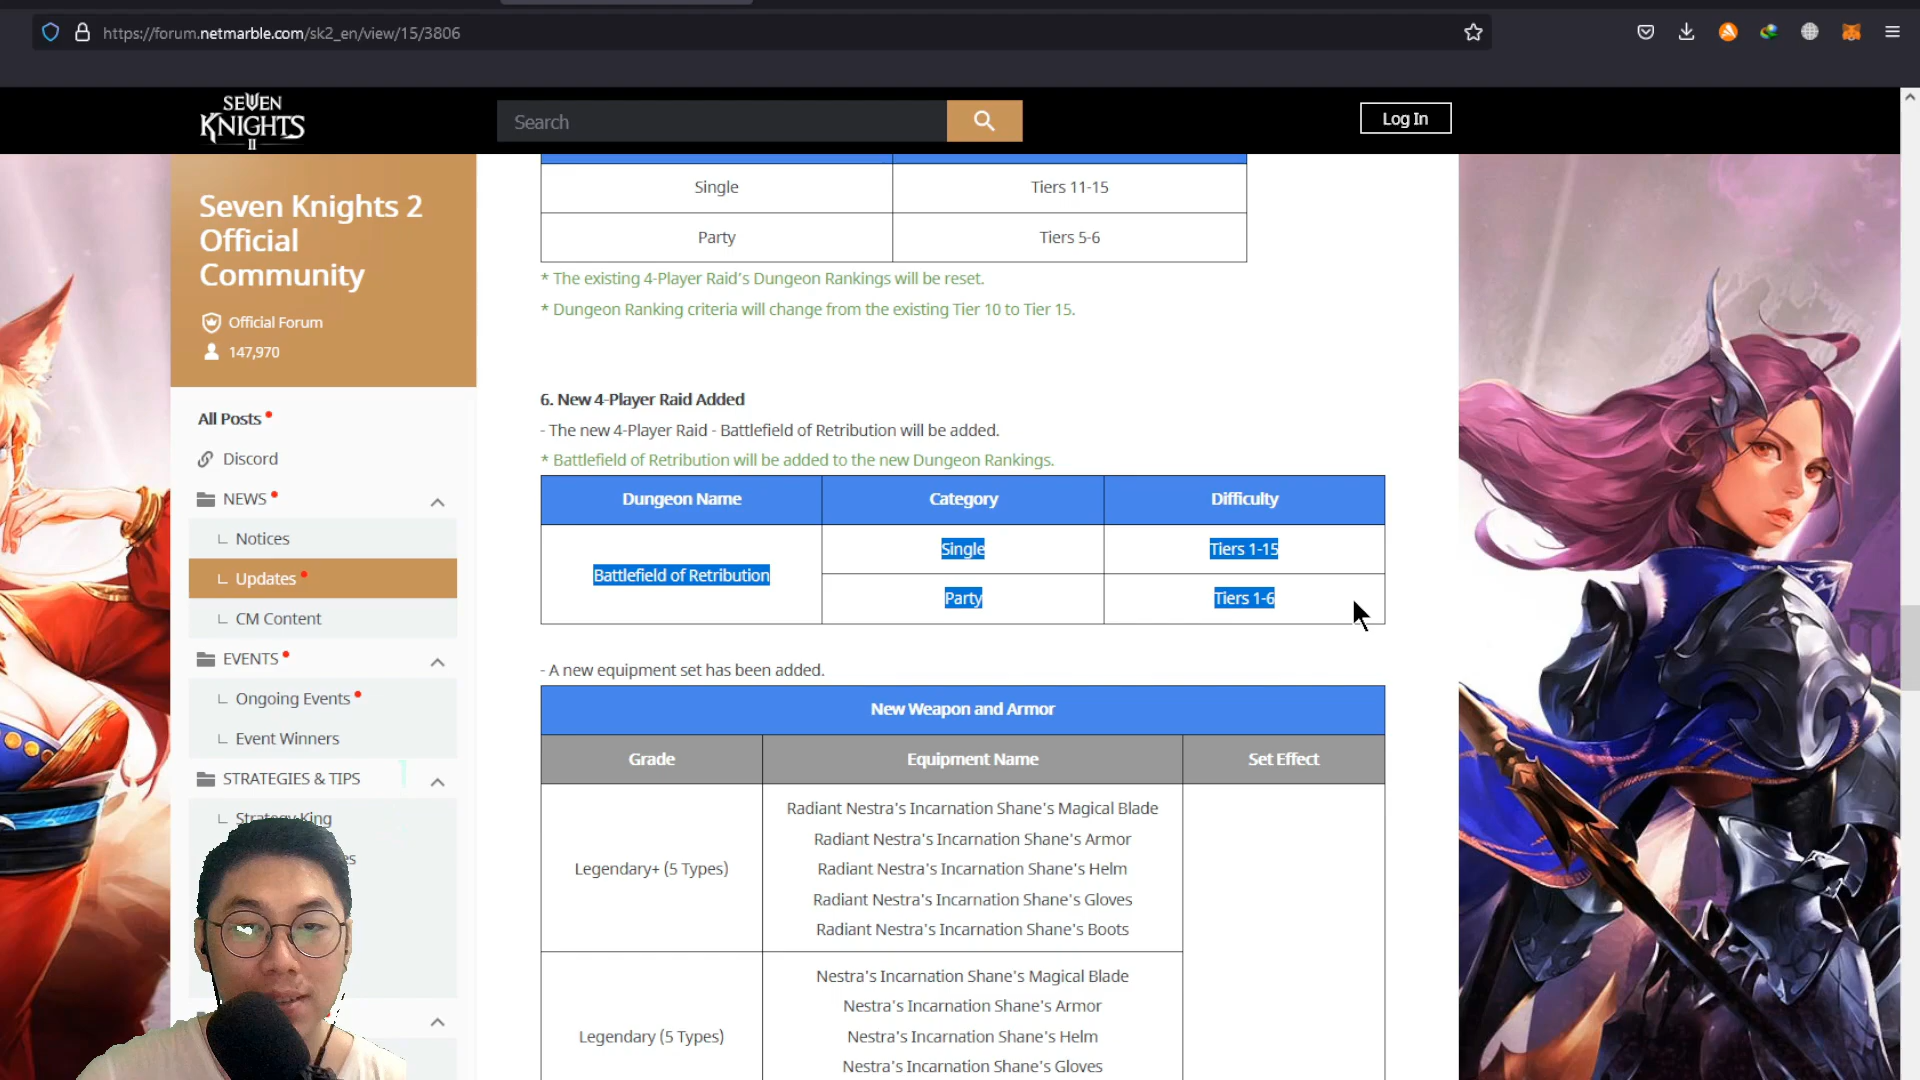 https://forum.netmarble.com/sk2_en/view/15/3806
SEVEN
KNIGHTS
II
Search
Log In
Seven Knights 2
Official
Community
Official Forum
147,970
All Posts
Discord
NEWS
Notices
Updates
CM Content
EVENTS
Ongoing Events
Event Winners
STRATEGIES & TIPS
Strategy King
Single
Tiers 11-15
Party
Tiers 5-6
* The existing 4-Player Raid's Dungeon Rankings will be reset.
* Dungeon Ranking criteria will change from the existing Tier 10 to Tier 15.
6. New 4-Player Raid Added
- The new 4-Player Raid - Battlefield of Retribution will be added.
* Battlefield of Retribution will be added to the new Dungeon Rankings.
Dungeon Name
Category
Difficulty
Battlefield of Retribution
Single
Tiers 1-15
Party
Tiers 1-6
- A new equipment set has been added.
New Weapon and Armor
Grade
Equipment Name
Set Effect
Legendary+ (5 Types)
Radiant Nestra's Incarnation Shane's Magical Blade
Radiant Nestra's Incarnation Shane's Armor
Radiant Nestra's Incarnation Shane's Helm
Radiant Nestra's Incarnation Shane's Gloves
Radiant Nestra's Incarnation Shane's Boots
Legendary (5 Types)
Nestra's Incarnation Shane's Magical Blade
Nestra's Incarnation Shane's Armor
Nestra's Incarnation Shane's Helm
Nestra's Incarnation Shane's Gloves